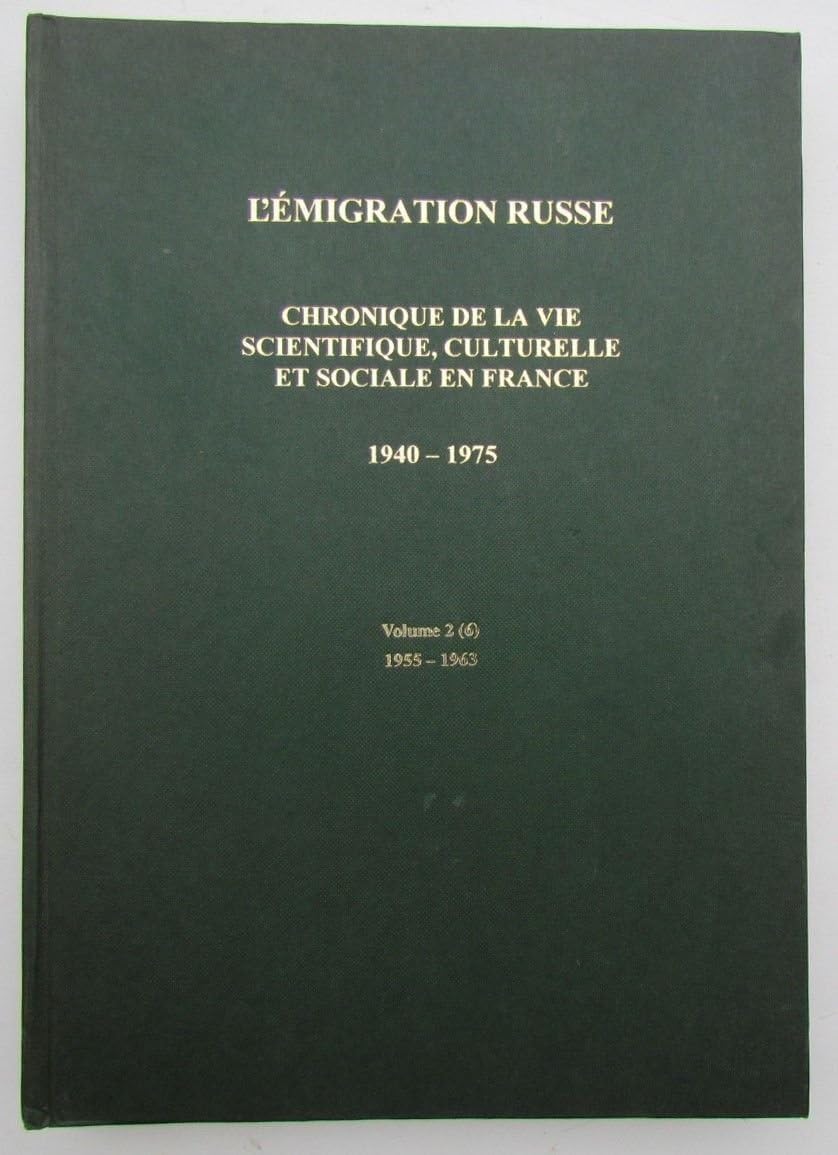 L'ÉMIGRATION RUSSE
CHRONIQUE DE LA VIE
SCIENTIFIQUE, CULTURELLE
ET SOCIALE EN FRANCE
1940 – 1975
Volume 2 (6)
1955 – 1963